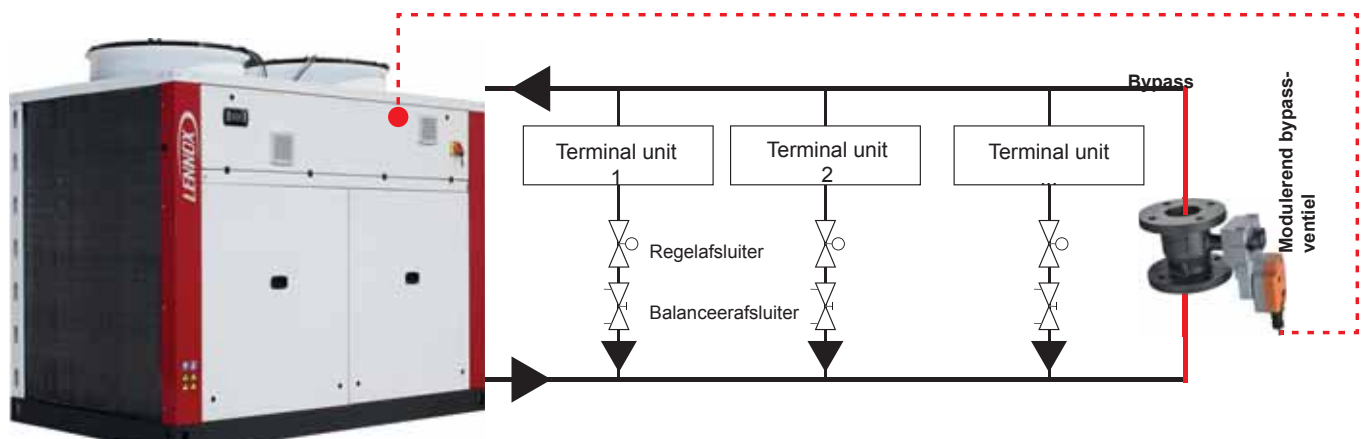 LENNOX
Bypass
Terminal unit
1
Terminal unit
2
Terminal unit
...
Regelafsluiter
Balanceerafsluiter
Modulerend bypass-
ventiel